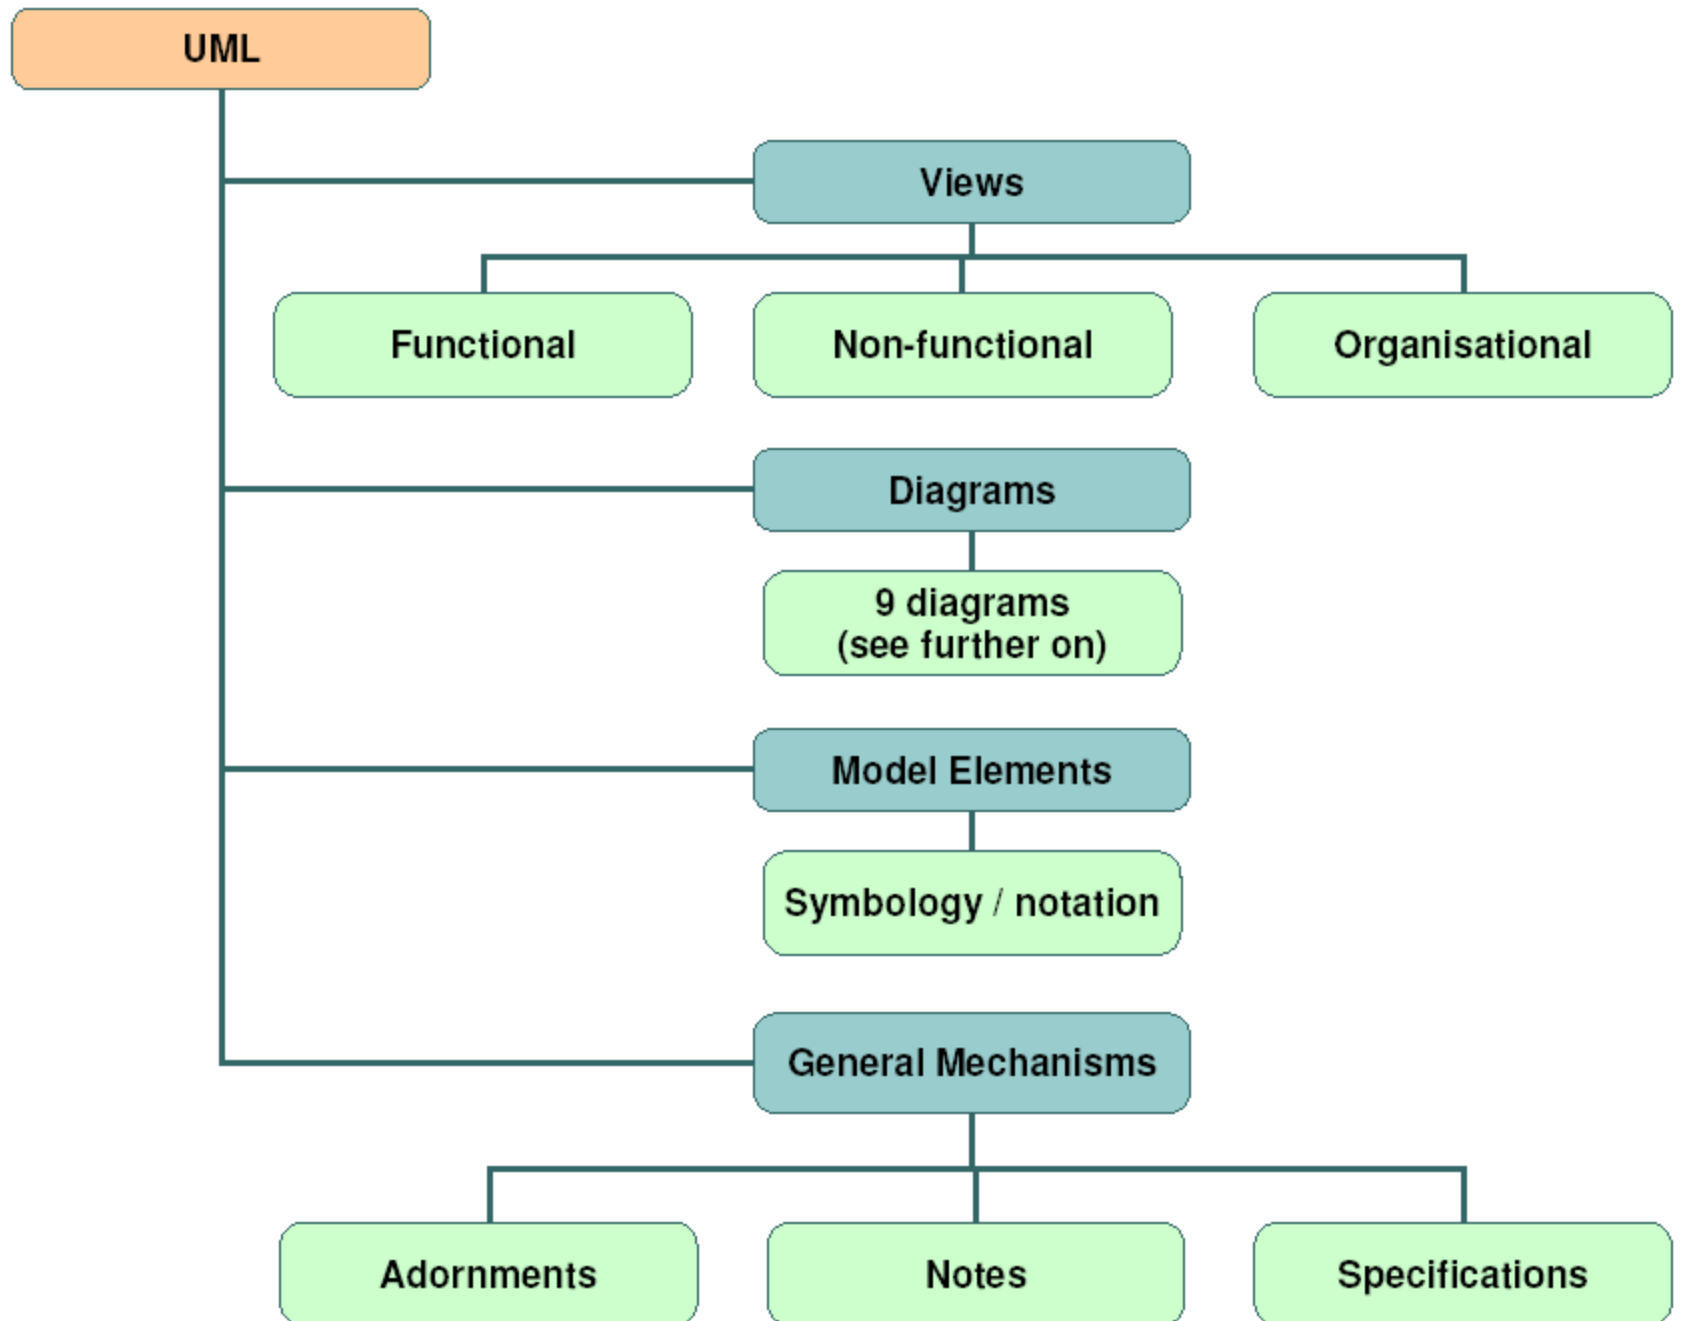 UML
Views
Functional
Non-functional
Organisational
Diagrams
9 diagrams
(see further on)
Model Elements
Symbology / notation
General Mechanisms
Adornments
Notes
Specifications